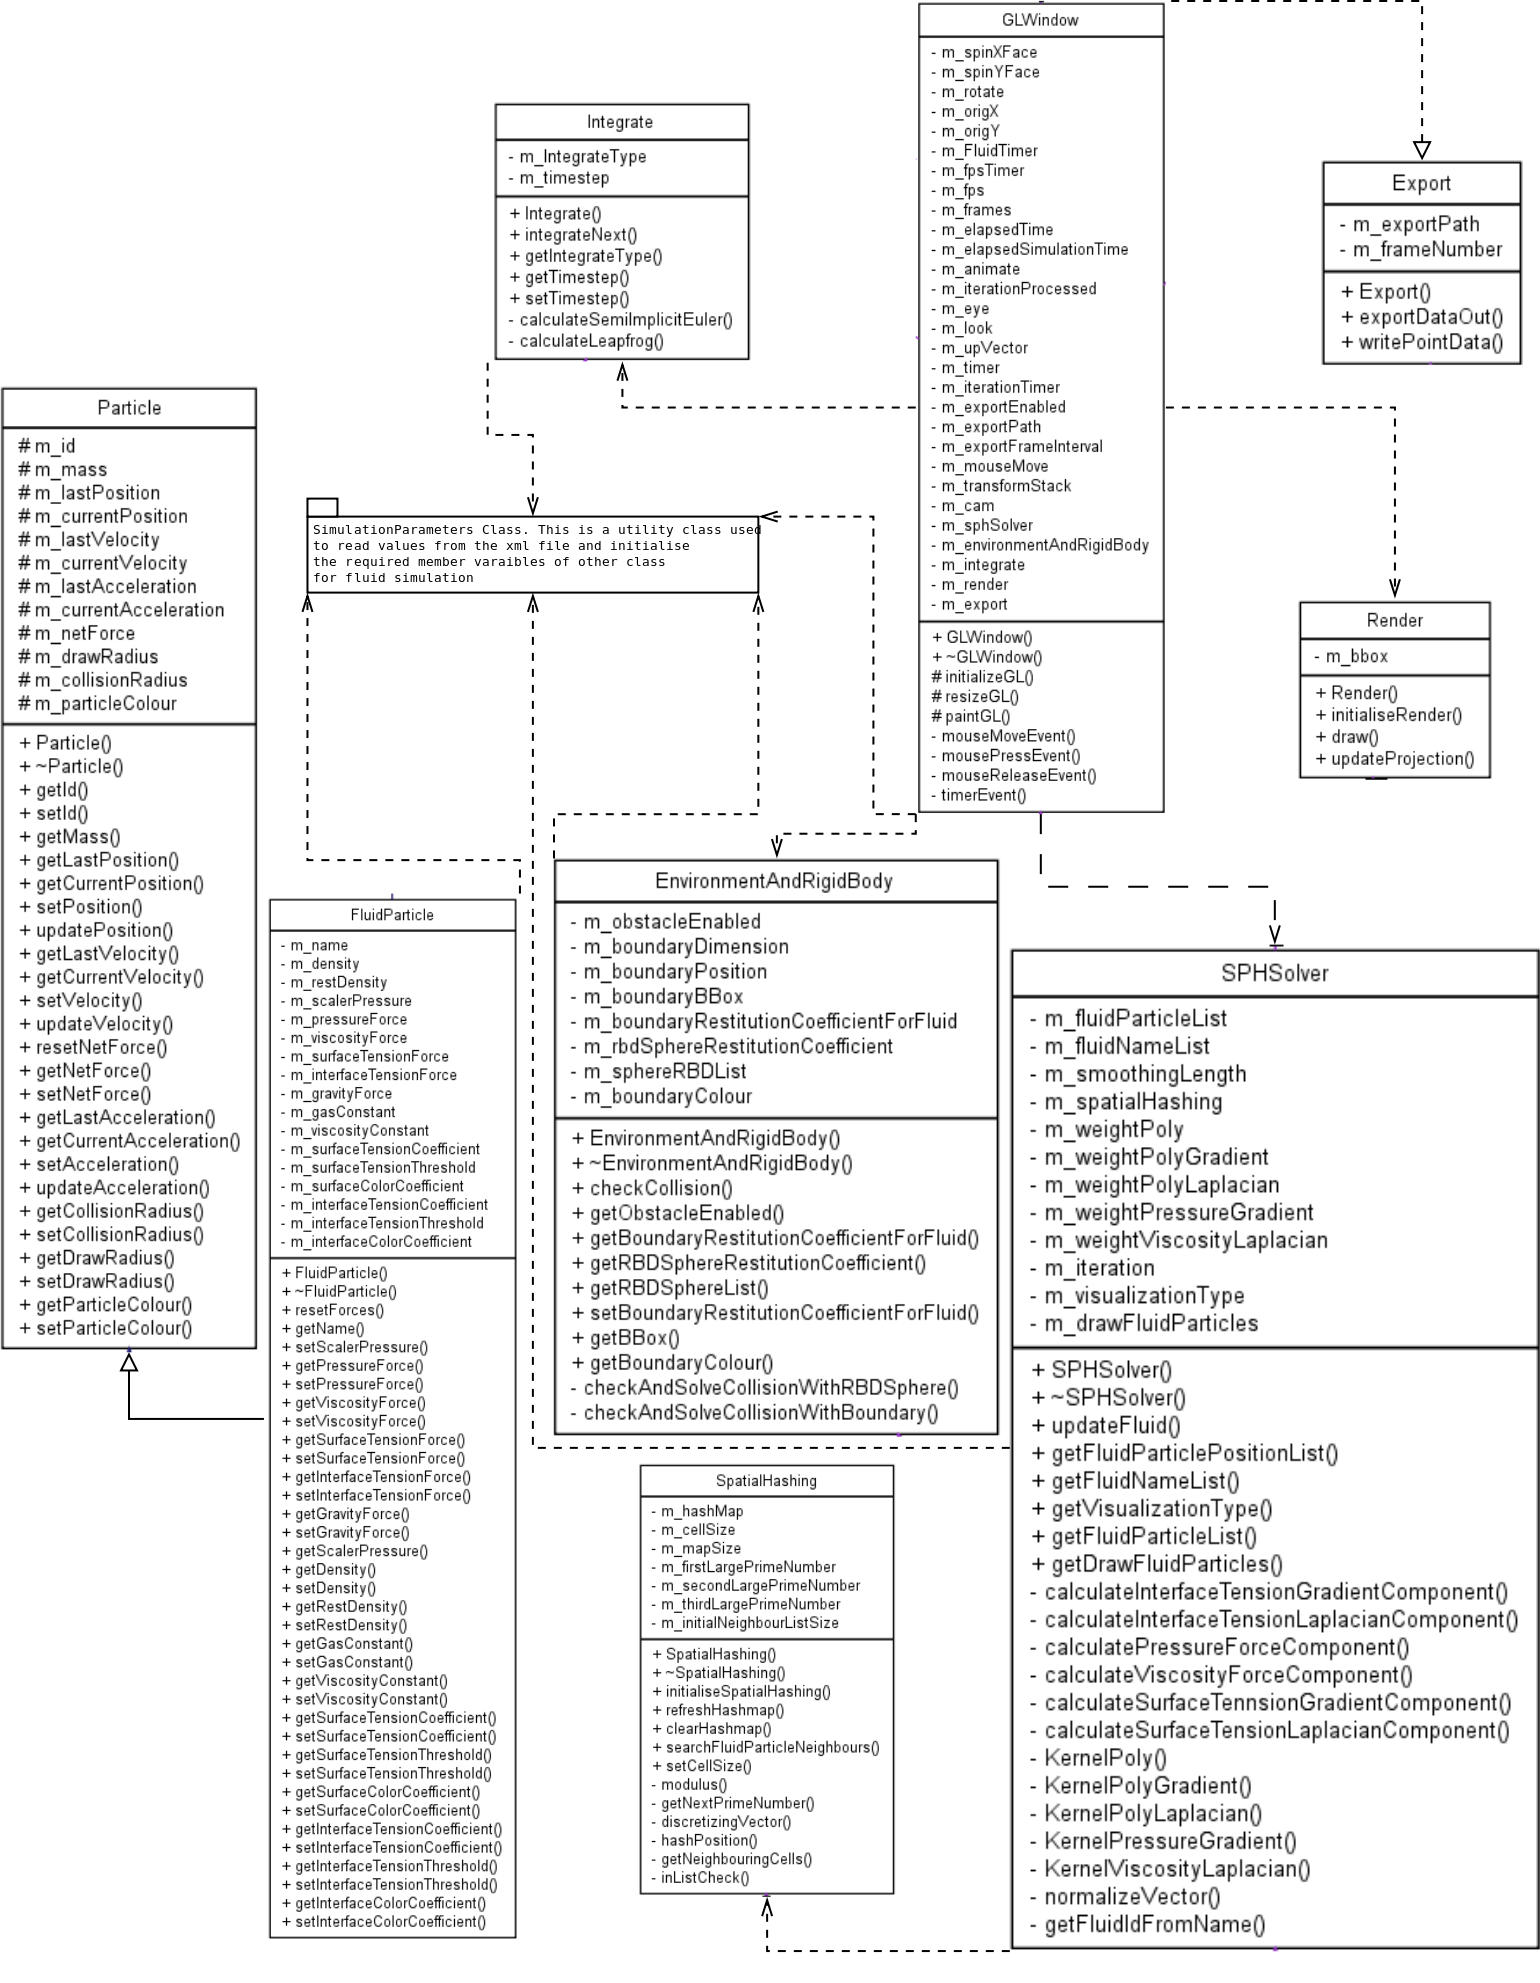 GLWindow
- m_spinXFace
- m_spinYFace
- m_rotate
- m_origX
- m_origY
- m_FluidTimer
- m_fpsTimer
- m_fps
- m_frames
- m_elapsedTime
- m_elapsedSimulationTime
- m_animate
- m_iterationProcessed
- m_eye
- m_look
- m_upVector
- m_timer
- m_iterationTimer
- m_exportEnabled
- m_exportPath
- m_exportFrameInterval
- m_mouseMove
- m_transformStack
- m_cam
- m_sphSolver
- m_environmentAndRigidBody
- m_integrate
- m_render
- m_export
+ GLWindow()
+ ~GLWindow()
# initializeGL()
# resizeGL()
# paintGL()
- mouseMoveEvent()
- mousePressEvent()
- mouseReleaseEvent()
- timerEvent()
Integrate
- m_IntegrateType
- m_timestep
+ Integrate()
+ integrateNext()
+ getIntegrateType()
+ getTimestep()
+ setTimestep()
- calculateSemiImplicitEuler()
- calculateLeapfrog()
Export
- m_exportPath
- m_frameNumber
+ Export()
+ exportDataOut()
+ writePointData()
Particle
# m_id
# m_mass
# m_lastPosition
# m_currentPosition
# m_lastVelocity
# m_currentVelocity
# m_lastAcceleration
# m_currentAcceleration
# m_netForce
# m_drawRadius
# m_collisionRadius
# m_particleColour
+ Particle()
+ ~Particle()
+ getId()
+ setId()
+ getMass()
+ getLastPosition()
+ getCurrentPosition()
+ setPosition()
+ updatePosition()
+ getLastVelocity()
+ getCurrentVelocity()
+ setVelocity()
+ updateVelocity()
+ resetNetForce()
+ getNetForce()
+ setNetForce()
+ getLastAcceleration()
+ getCurrentAcceleration()
+ setAcceleration()
+ updateAcceleration()
+ getCollisionRadius()
+ setCollisionRadius()
+ getDrawRadius()
+ setDrawRadius()
+ getParticleColour()
+ setParticleColour()
SimulationParameters Class. This is a utility class used
to read values from the xml file and initialise
the required member varaibles of other class
for fluid simulation
Render
- m_bbox
+ Render()
+ initialiseRender()
+ draw()
+ updateProjection()
FluidParticle
- m_name
- m_density
- m_restDensity
- m_scalerPressure
- m_pressureForce
- m_viscosityForce
- m_surfaceTensionForce
- m_interfaceTensionForce
- m_gravityForce
- m_gasConstant
- m_viscosityConstant
- m_surfaceTensionCoefficient
- m_surfaceTensionThreshold
- m_surfaceColorCoefficient
- m_interfaceTensionCoefficient
- m_interfaceTensionThreshold
- m_interfaceColorCoefficient
+ FluidParticle()
+ ~FluidParticle()
+ resetForces()
+ getName()
+ setScalerPressure()
+ getPressureForce()
+ setPressureForce()
+ getViscosityForce()
+ setViscosityForce()
+ getSurfaceTensionForce()
+ setSurfaceTensionForce()
+ getInterfaceTensionForce()
+ setInterfaceTensionForce()
+ getGravityForce()
+ setGravityForce()
+ getScalerPressure()
+ getDensity()
+ setDensity()
+ getRestDensity()
+ setRestDensity()
+ getGasConstant()
+ setGasConstant()
+ getViscosityConstant()
+ setViscosityConstant()
+ getSurfaceTensionCoefficient()
+ setSurfaceTensionCoefficient()
+ getSurfaceTensionThreshold()
+ setSurfaceTensionThreshold()
+ getSurfaceColorCoefficient()
+ setSurfaceColorCoefficient()
+ getInterfaceTensionCoefficient()
+ setInterfaceTensionCoefficient()
+ getInterfaceTensionThreshold()
+ setInterfaceTensionThreshold()
+ getInterfaceColorCoefficient()
+ setInterfaceColorCoefficient()
EnvironmentAndRigidBody
- m_obstacleEnabled
- m_boundaryDimension
- m_boundaryPosition
- m_boundaryBBox
- m_boundaryRestitutionCoefficientForFluid
- m_rbdSphereRestitutionCoefficient
- m_sphereRBDList
- m_boundaryColour
+ EnvironmentAndRigidBody()
+ ~EnvironmentAndRigidBody()
+ checkCollision()
+ getObstacleEnabled()
+ getBoundaryRestitutionCoefficientForFluid()
+ getRBDSphereRestitutionCoefficient()
+ getRBDSphereList()
+ setBoundaryRestitutionCoefficientForFluid()
+ getBBox()
+ getBoundaryColour()
- checkAndSolveCollisionWithRBDSphere()
- checkAndSolveCollisionWithBoundary()
SPHSolver
- m_fluidParticleList
- m_fluidNameList
- m_smoothingLength
- m_spatialHashing
- m_weightPoly
- m_weightPolyGradient
- m_weightPolyLaplacian
- m_weightPressureGradient
- m_weightViscosityLaplacian
- m_iteration
- m_visualizationType
- m_drawFluidParticles
+ SPHSolver()
+ ~SPHSolver()
+ updateFluid()
+ getFluidParticlePositionList()
+ getFluidNameList()
+ getVisualizationType()
+ getFluidParticleList()
+ getDrawFluidParticles()
- calculateInterfaceTensionGradientComponent()
- calculateInterfaceTensionLaplacianComponent()
- calculatePressureForceComponent()
- calculateViscosityForceComponent()
- calculateSurfaceTennsionGradientComponent()
- calculateSurfaceTensionLaplacianComponent()
- KernelPoly()
- KernelPolyGradient()
- KernelPolyLaplacian()
- KernelPressureGradient()
- KernelViscosityLaplacian()
- normalizeVector()
- getFluidIdFromName()
SpatialHashing
- m_hashMap
- m_cellSize
- m_mapSize
- m_firstLargePrimeNumber
- m_secondLargePrimeNumber
- m_thirdLargePrimeNumber
- m_initialNeighbourListSize
+ SpatialHashing()
+ ~SpatialHashing()
+ initialiseSpatialHashing()
+ refreshHashmap()
+ clearHashmap()
+ searchFluidParticleNeighbours()
+ setCellSize()
- modulus()
- getNextPrimeNumber()
- discretizingVector()
- hashPosition()
- getNeighbouringCells()
- inListCheck()